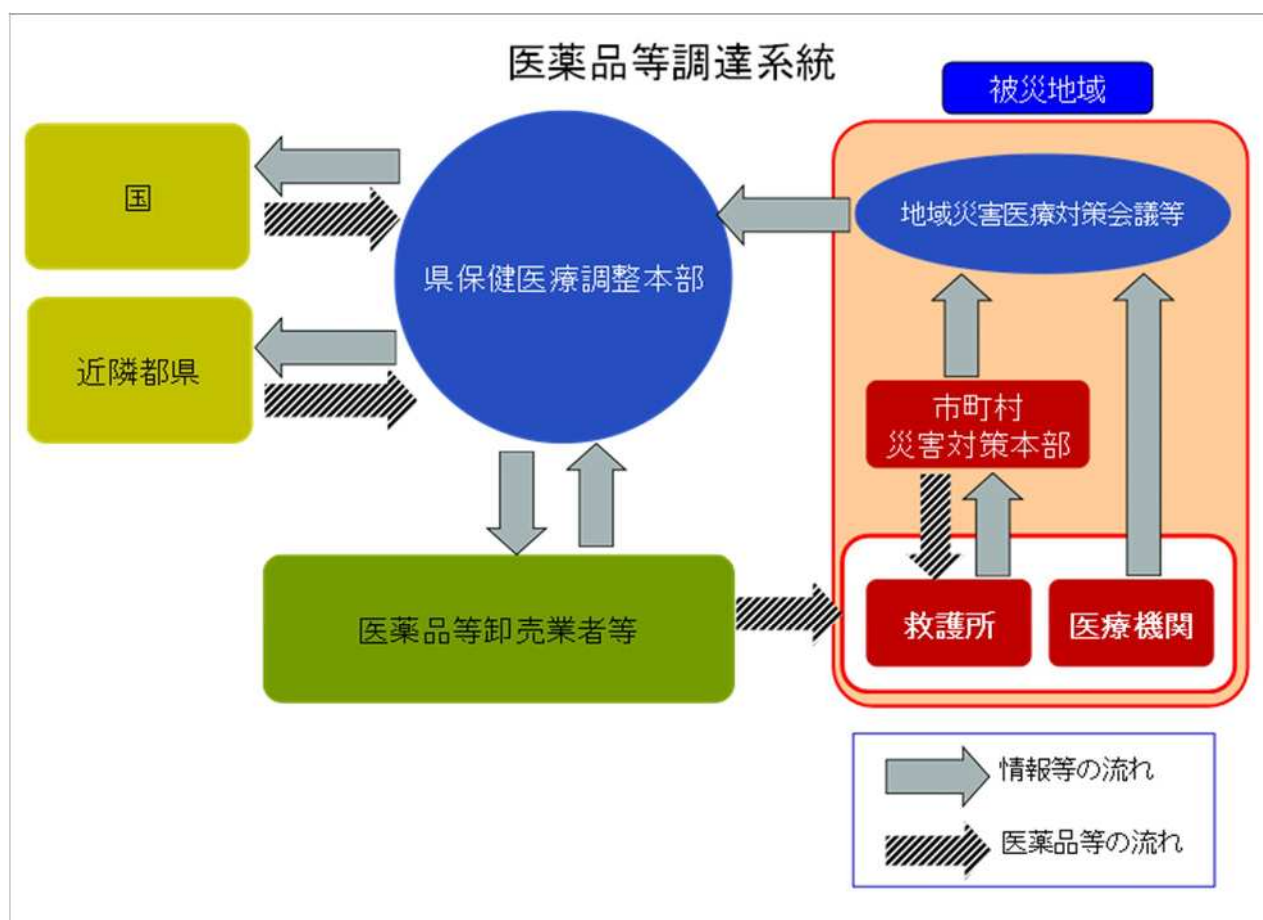 医薬品等調達系統
被災地域
国
地域災害医療対策会議等
県保健医療調整本部
近隣都県
市町村
災害対策本部
医薬品等卸売業者等
救護所
医療機関
情報等の流れ
医薬品等の流れ